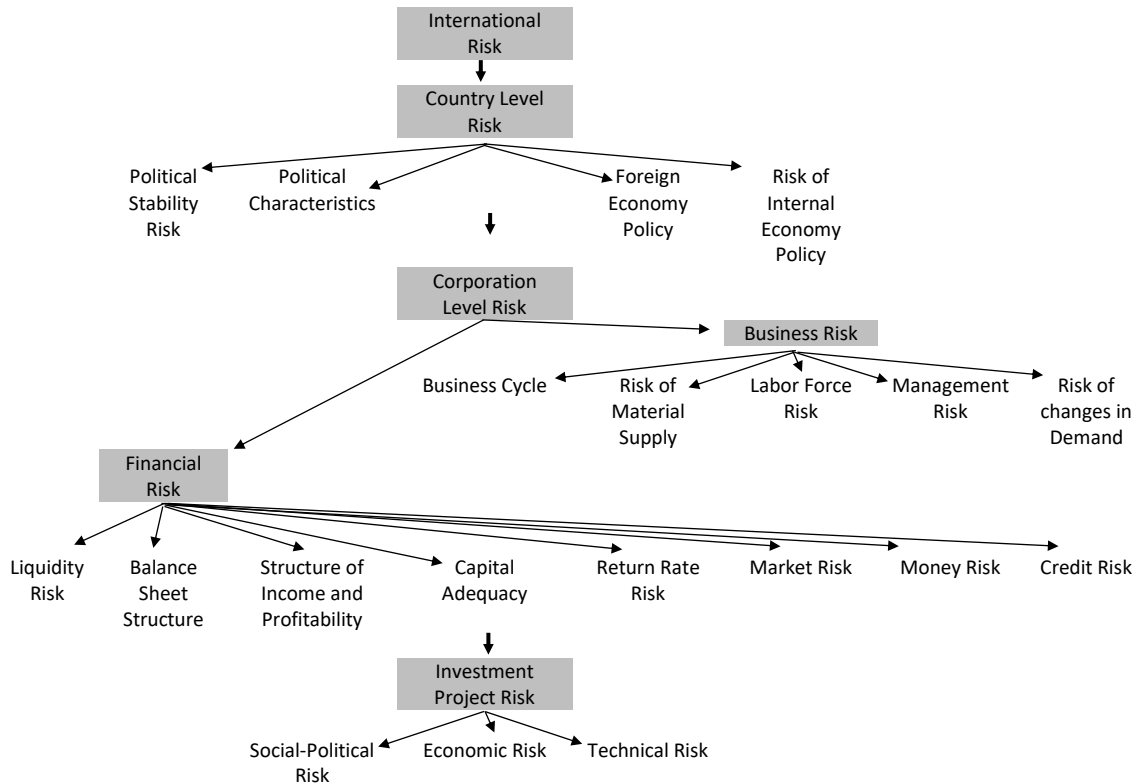 International
Risk
Country Level
Risk
Political
Stability
Risk
Political
Characteristics
Foreign
Economy
Policy
Risk of
Internal
Economy
Policy
Corporation
Level Risk
Business Risk
Business Cycle
Risk of
Material
Supply
Labor Force
Risk
Management
Risk
Risk of
changes in
Demand
Financial
Risk
Liquidity
Risk
Balance
Sheet
Structure
Structure of
Income and
Profitability
Capital
Adequacy
Return Rate
Risk
Market Risk
Money Risk
Credit Risk
Investment
Project Risk
Social-Political
Risk
Economic Risk
Technical Risk